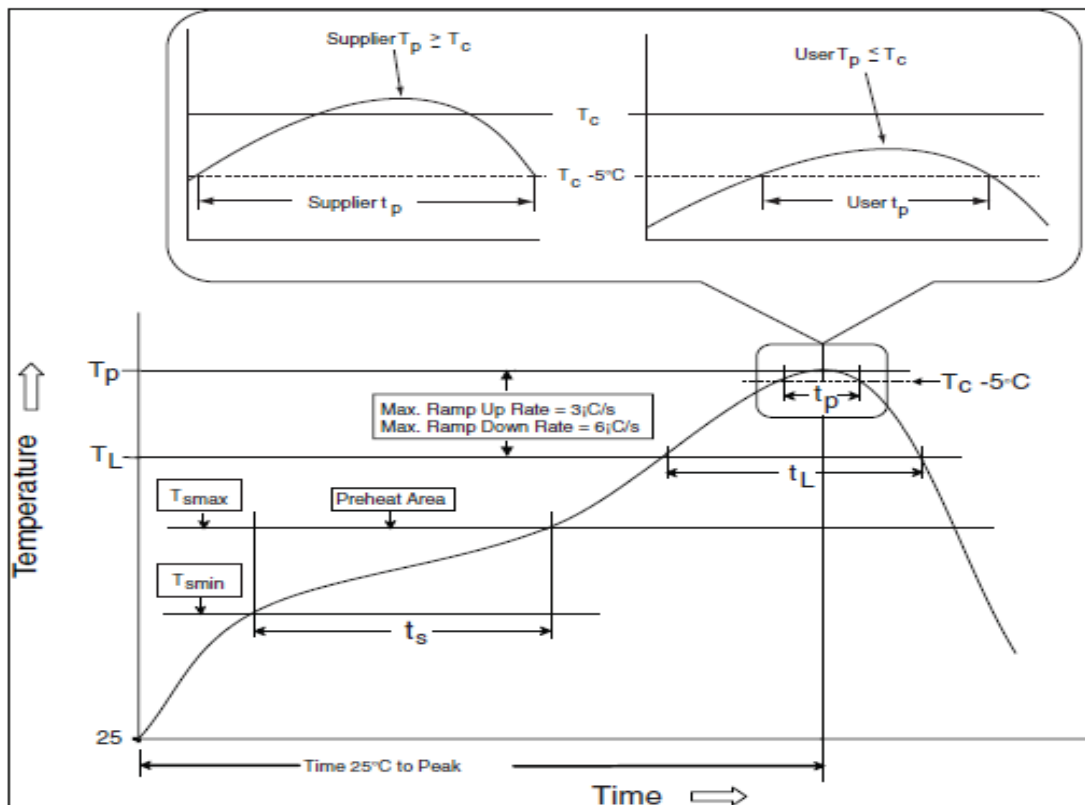 Supplier Tp ≥ Tc
User Tp ≤ Tc
Tc
Tc -5°C
Supplier tp
User tp
Tp
Tc -5°C
tp
Max. Ramp Up Rate = 3¡C/s
Max. Ramp Down Rate = 6¡C/s
TL
tL
Tsmax
Preheat Area
Tsmin
ts
Temperature
25
Time 25°C to Peak
Time